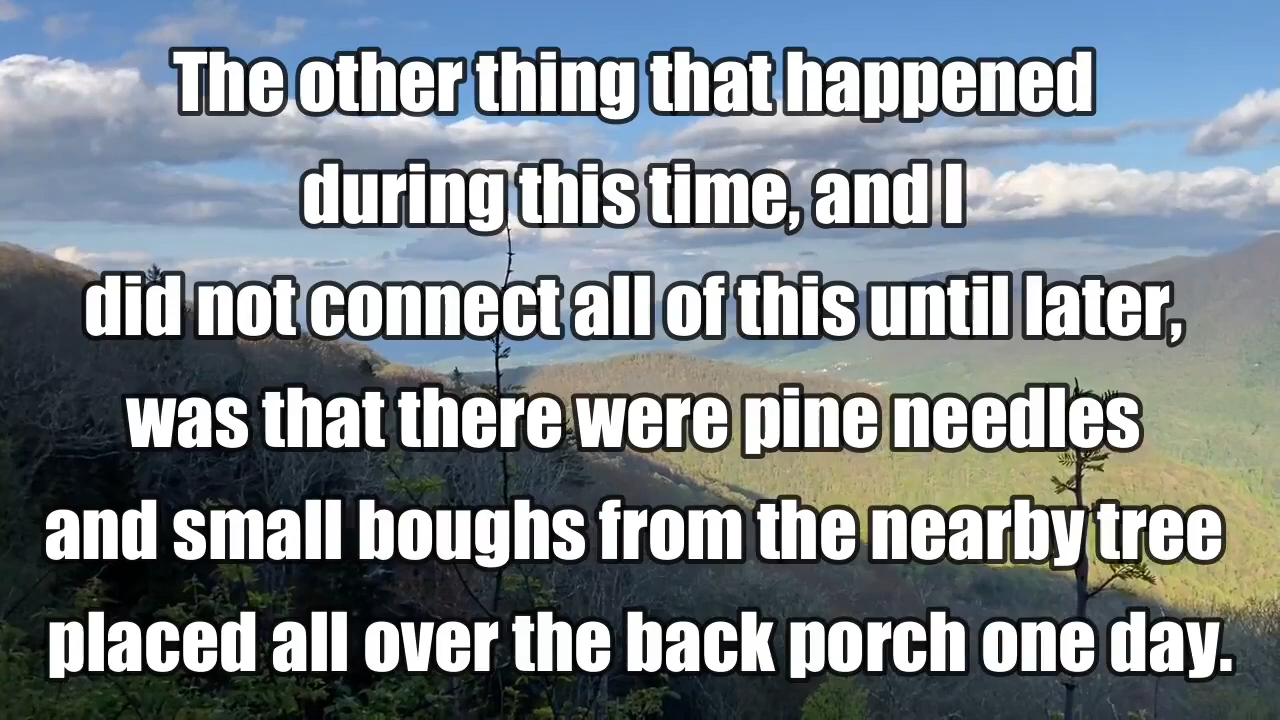 The other thing that happened
during this time, and I
did not connect all of this until later,
was that there were pine needles
and small boughs from the nearby tree
placed all over the back porch one day.